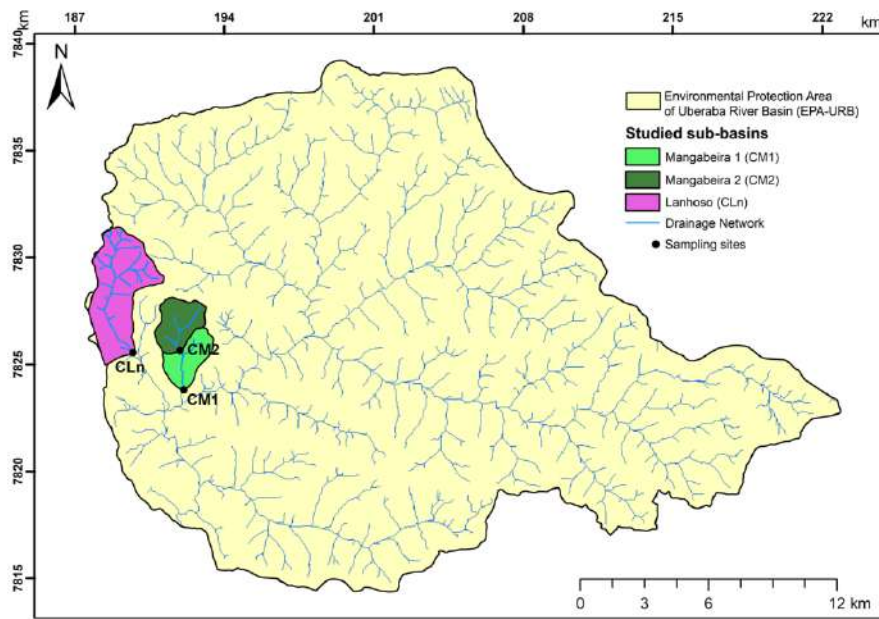 187 194 201 208 215 222
km km
7840
7835
7830
7825
7820
7815
N
Environmental Protection Area
of Uberaba River Basin (EPA-URB)
Studied sub-basins
Mangabeira 1 (CM1)
Mangabeira 2 (CM2)
Lanhoso (CLn)
Drainage Network
Sampling sites
CM2
CLn
CM1
0 3 6 12 km